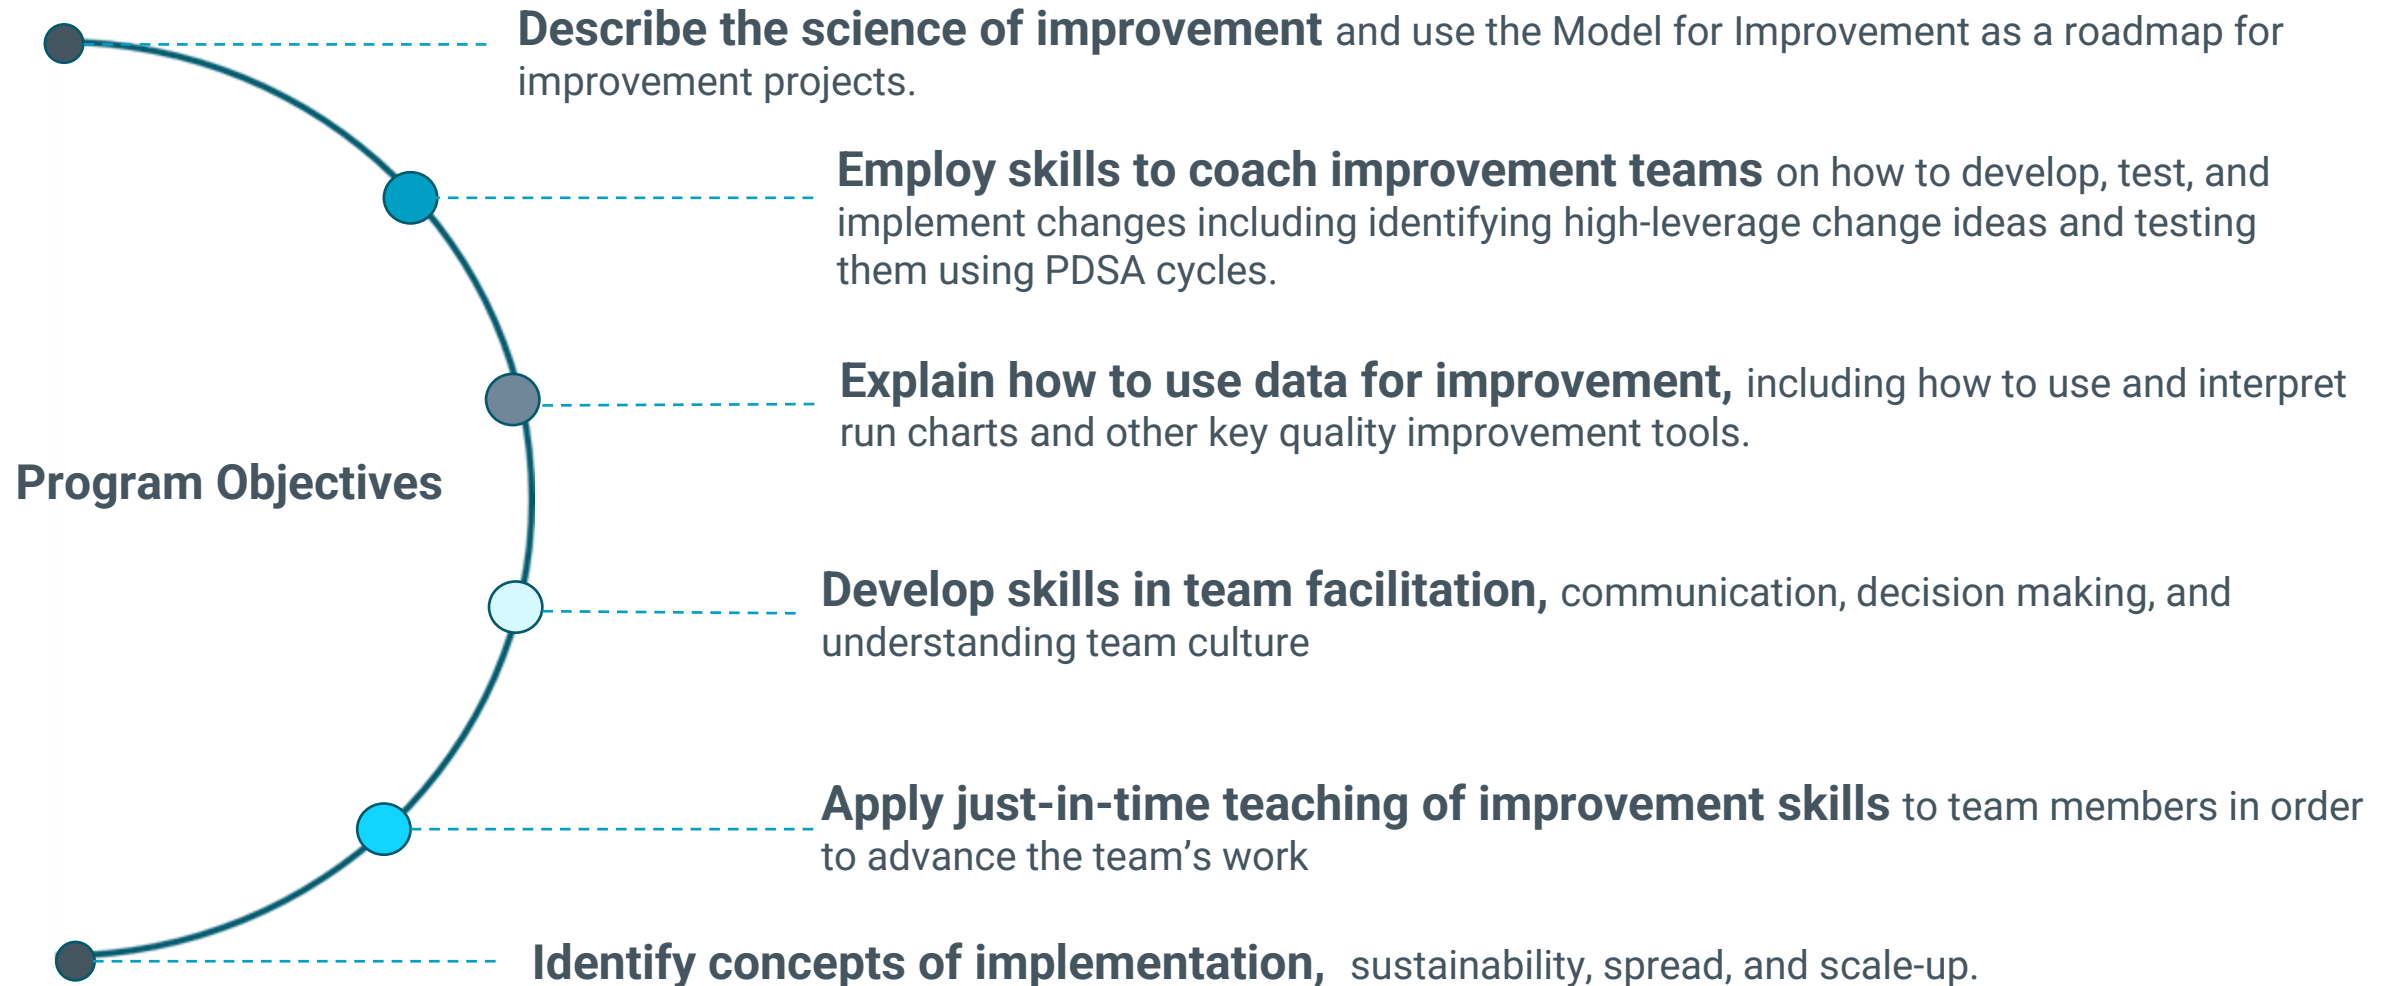 Describe the science of improvement and use the Model for Improvement as a roadmap for
improvement projects.
Employ skills to coach improvement teams on how to develop, test, and
implement changes including identifying high-leverage change ideas and testing
them using PDSA cycles.
Explain how to use data for improvement, including how to use and interpret
run charts and other key quality improvement tools.
Program Objectives
Develop skills in team facilitation, communication, decision making, and
understanding team culture
Apply just-in-time teaching of improvement skills to team members in order
to advance the team’s work
Identify concepts of implementation, sustainability, spread, and scale-up.